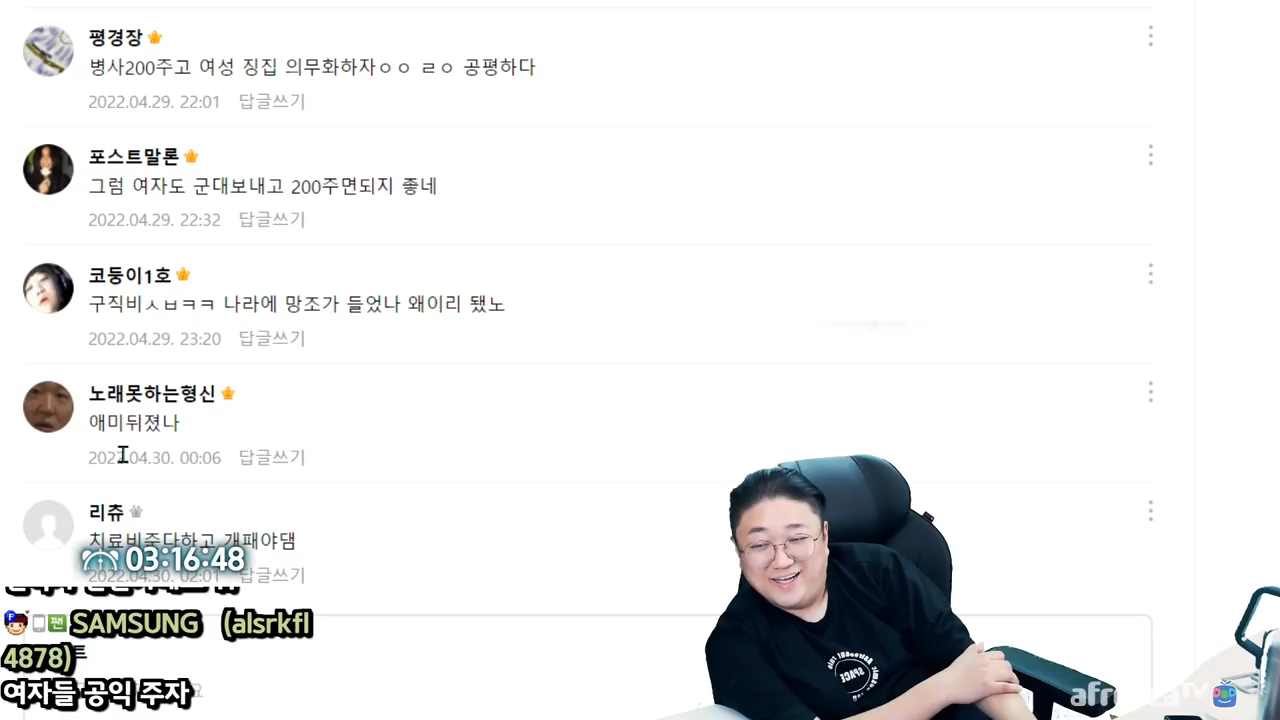 평경장
병사200주고 여성 징집 의무화하자ㅇㅇ ㄹㅇ 공평하다
2022.04.29. 22:01 답글쓰기
포스트말론
그럼 여자도 군대보내고 200주면되지 좋네
2022.04.29. 22:32 답글쓰기
코둥이1호
구직비ㅅㅂㅋㅋ 나라에 망조가 들었나 왜이리 됐노
2022.04.29. 23:20 답글쓰기
노래못하는형신
애미뒤졌나
2022.04.30. 00:06 답글쓰기
리츄
치료비준다하고 개패야댐
03:16:48
2022.04.30. 02:01 답글쓰기
F 팬 SAMSUNG (alsrkfl
4878)
여자들 공익 주자
SPACE
afreecaTV